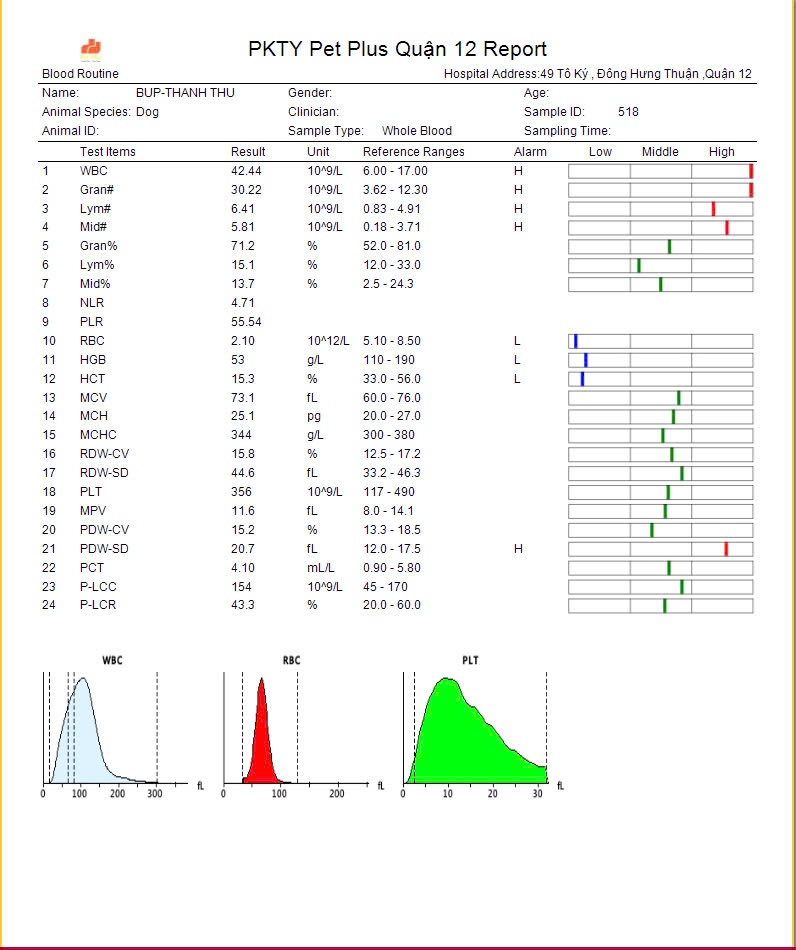 PKTY Pet Plus Quận 12 Report
Blood Routine Hospital Address:49 Tô Ký , Đông Hưng Thuận ,Quận 12
Name: BUP-THANH THU Gender: Age:
Animal Species: Dog Clinician: Sample ID: 518
Animal ID: Sample Type: Whole Blood Sampling Time:
Test Items Result Unit Reference Ranges Alarm Low Middle High
1 WBC 42.44 10^9/L 6.00 - 17.00 H
2 Gran# 30.22 10^9/L 3.62 - 12.30 H
3 Lym# 6.41 10^9/L 0.83 - 4.91 H
4 Mid# 5.81 10^9/L 0.18 - 3.71 H
5 Gran% 71.2 % 52.0 - 81.0
6 Lym% 15.1 % 12.0 - 33.0
7 Mid% 13.7 % 2.5 - 24.3
8 NLR 4.71
9 PLR 55.54
10 RBC 2.10 10^12/L 5.10 - 8.50 L
11 HGB 53 g/L 110 - 190 L
12 HCT 15.3 % 33.0 - 56.0 L
13 MCV 73.1 fL 60.0 - 76.0
14 MCH 25.1 pg 20.0 - 27.0
15 MCHC 344 g/L 300 - 380
16 RDW-CV 15.8 % 12.5 - 17.2
17 RDW-SD 44.6 fL 33.2 - 46.3
18 PLT 356 10^9/L 117 - 490
19 MPV 11.6 fL 8.0 - 14.1
20 PDW-CV 15.2 % 13.3 - 18.5
21 PDW-SD 20.7 fL 12.0 - 17.5 H
22 PCT 4.10 mL/L 0.90 - 5.80
23 P-LCC 154 10^9/L 45 - 170
24 P-LCR 43.3 % 20.0 - 60.0
WBC RBC PLT
0 100 200 300 fL 0 100 200 fL 0 10 20 30 fL